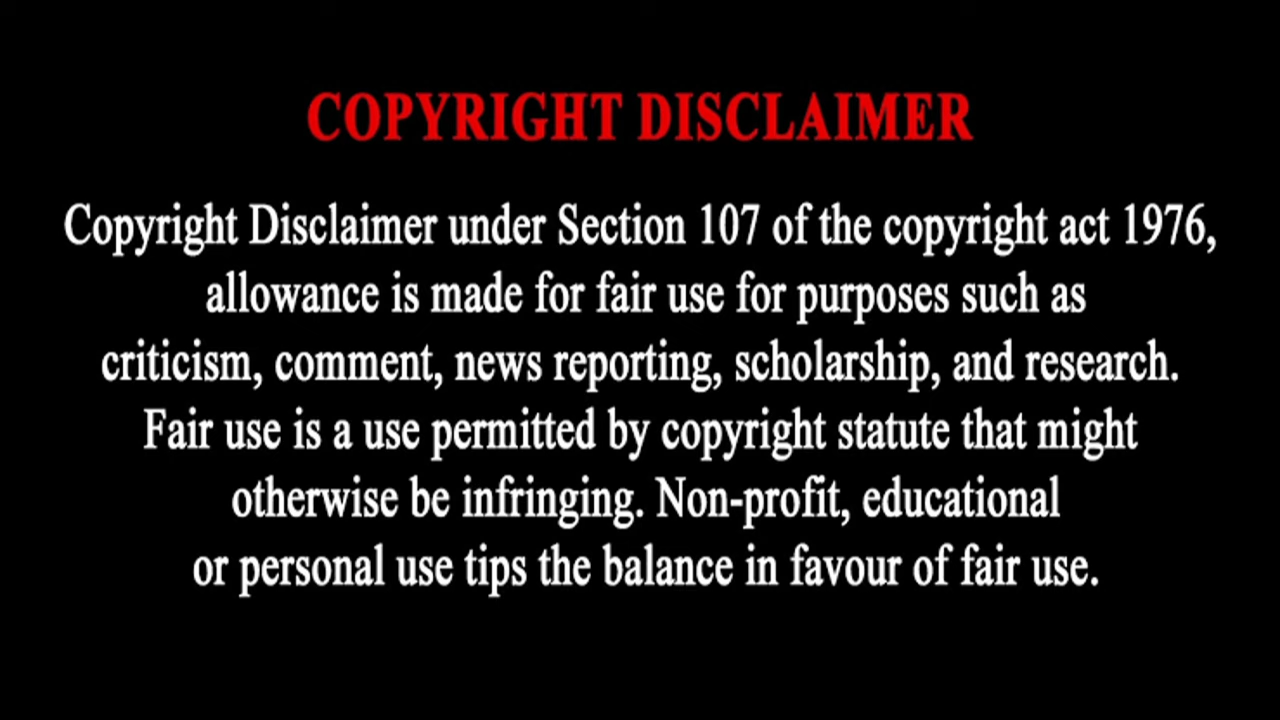 COPYRIGHT DISCLAIMER
Copyright Disclaimer under Section 107 of the copyright act 1976,
allowance is made for fair use for purposes such as
criticism, comment, news reporting, scholarship, and research.
Fair use is a use permitted by copyright statute that might
otherwise be infringing. Non-profit, educational
or personal use tips the balance in favour of fair use.